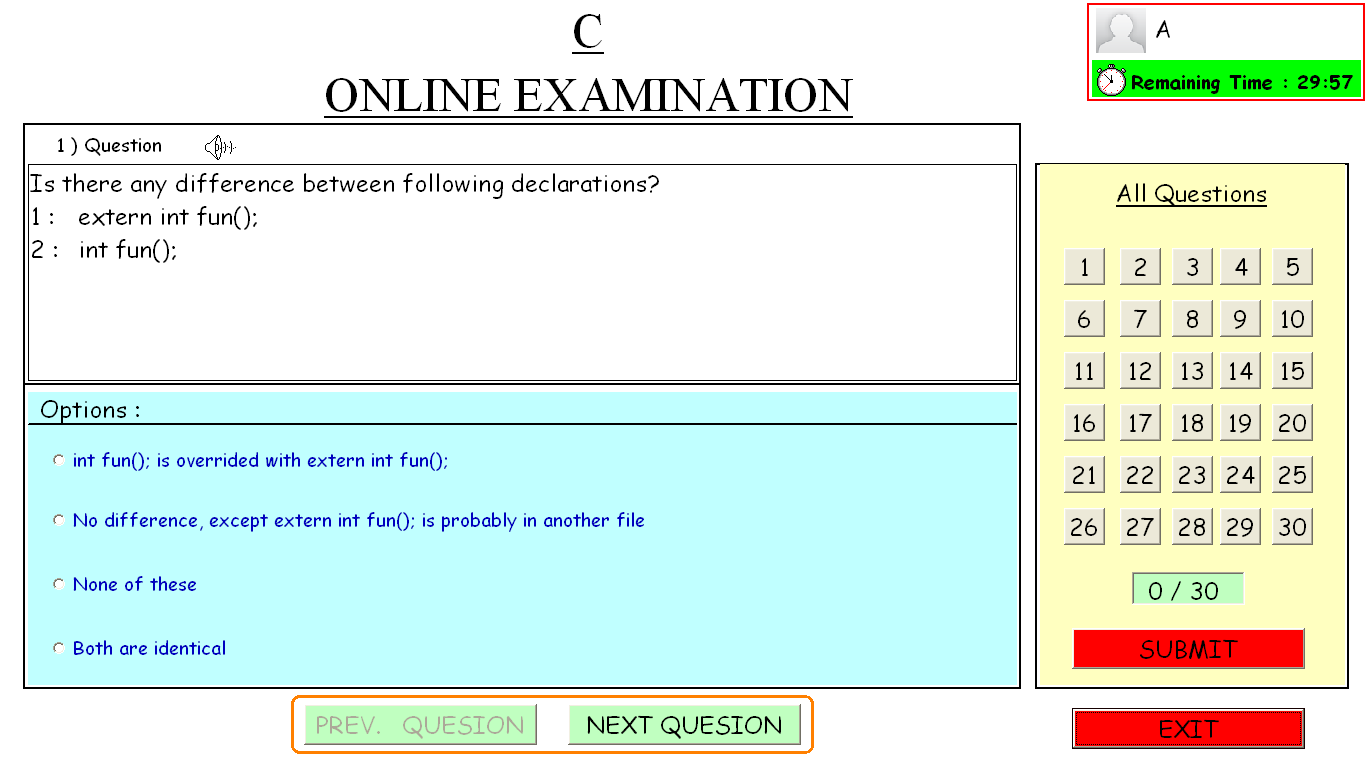 C
ONLINE EXAMINATION
A
Remaining Time : 29:57
1 ) Question
Is there any difference between following declarations?
1 : extern int fun();
2 : int fun();
Options :
int fun(); is overrided with extern int fun();
No difference, except extern int fun(); is probably in another file
None of these
Both are identical
PREV. QUESION
NEXT QUESION
All Questions
1 2 3 4 5
6 7 8 9 10
11 12 13 14 15
16 17 18 19 20
21 22 23 24 25
26 27 28 29 30
0 / 30
SUBMIT
EXIT